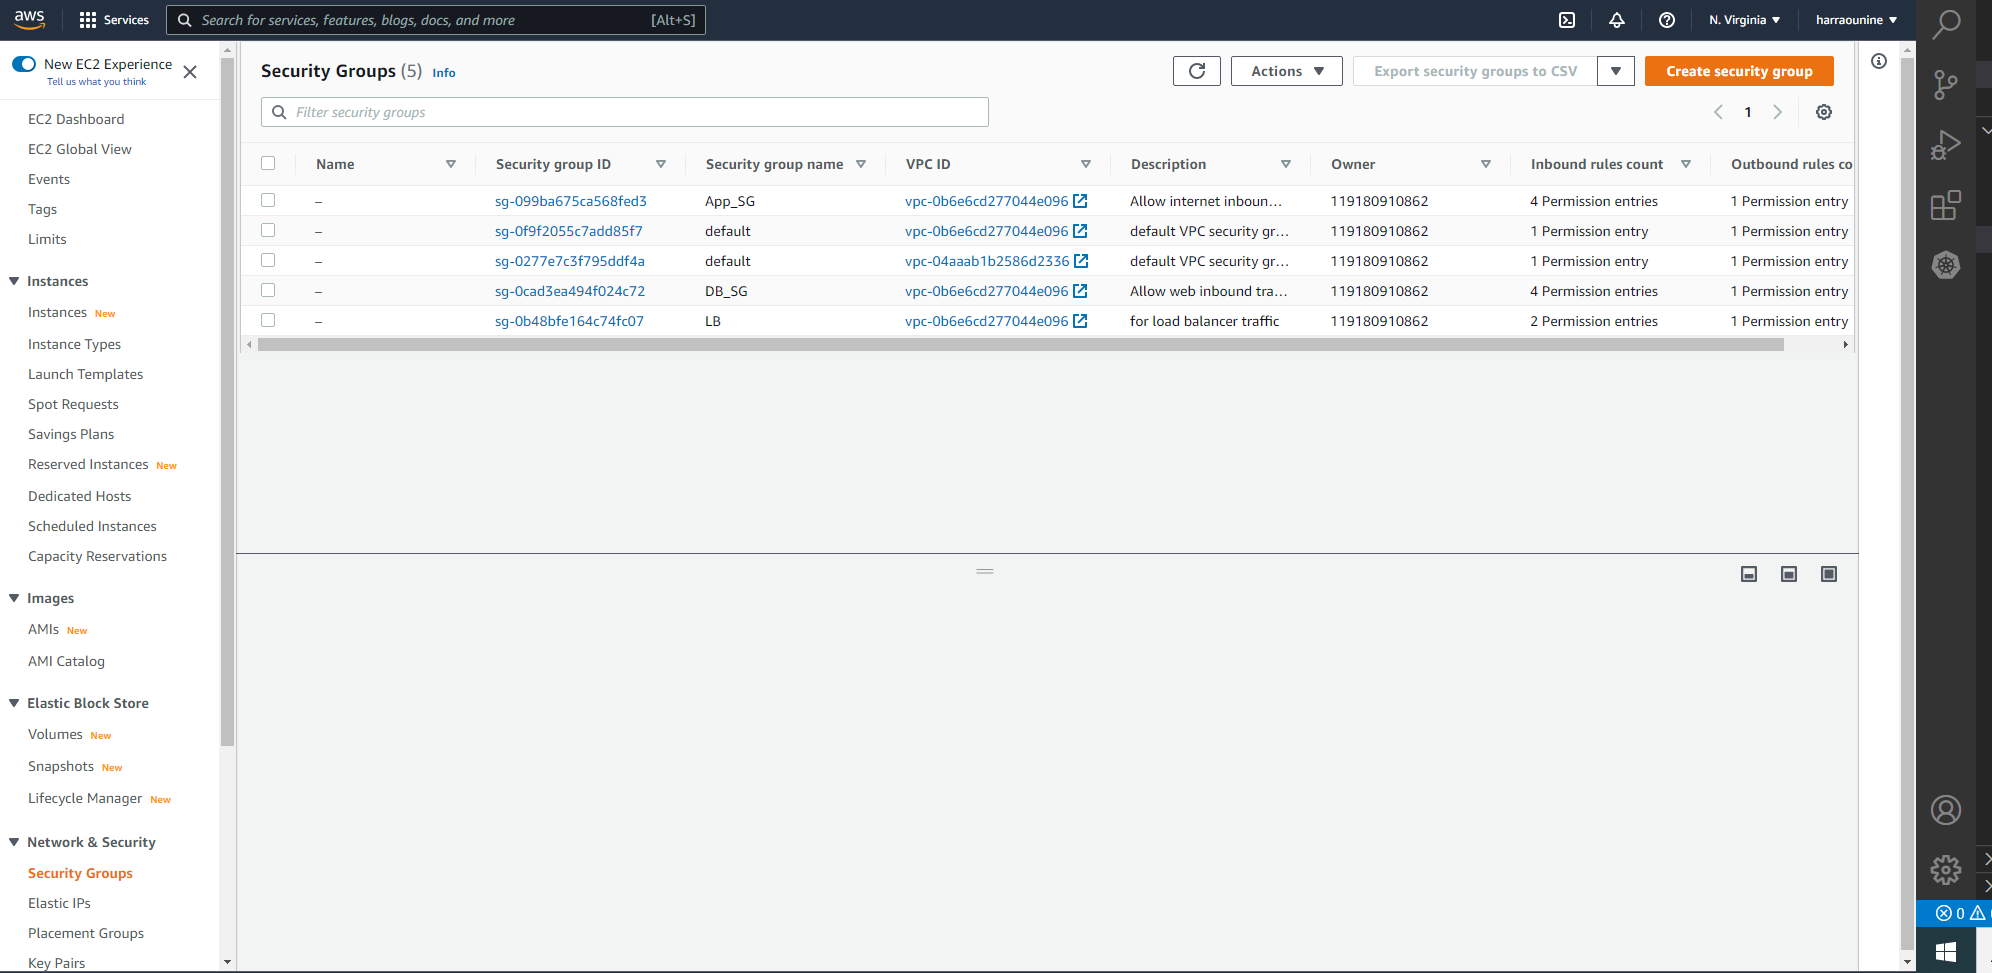 aws
Services
Search for services, features, blogs, docs, and more
[Alt+S]
N. Virginia
harraounine
New EC2 Experience
Tell us what you think
EC2 Dashboard
EC2 Global View
Events
Tags
Limits
Instances
Instances New
Instance Types
Launch Templates
Spot Requests
Savings Plans
Reserved Instances New
Dedicated Hosts
Scheduled Instances
Capacity Reservations
Images
AMIs New
AMI Catalog
Elastic Block Store
Volumes New
Snapshots New
Lifecycle Manager New
Network & Security
Security Groups
Elastic IPs
Placement Groups
Key Pairs
Security Groups (5) Info
Actions
Export security groups to CSV
Create security group
Filter security groups
1
Name Security group ID Security group name VPC ID Description Owner Inbound rules count Outbound rules co
– sg-099ba675ca568fed3 App_SG vpc-0b6e6cd277044e096 Allow internet inboun... 119180910862 4 Permission entries 1 Permission entry
– sg-0f9f2055c7add85f7 default vpc-0b6e6cd277044e096 default VPC security gr... 119180910862 1 Permission entry 1 Permission entry
– sg-0277e7c3f795ddf4a default vpc-04aaab1b2586d2336 default VPC security gr... 119180910862 1 Permission entry 1 Permission entry
– sg-0cad3ea494f024c72 DB_SG vpc-0b6e6cd277044e096 Allow web inbound tra... 119180910862 4 Permission entries 1 Permission entry
– sg-0b48bfe164c74fc07 LB vpc-0b6e6cd277044e096 for load balancer traffic 119180910862 2 Permission entries 1 Permission entry
0